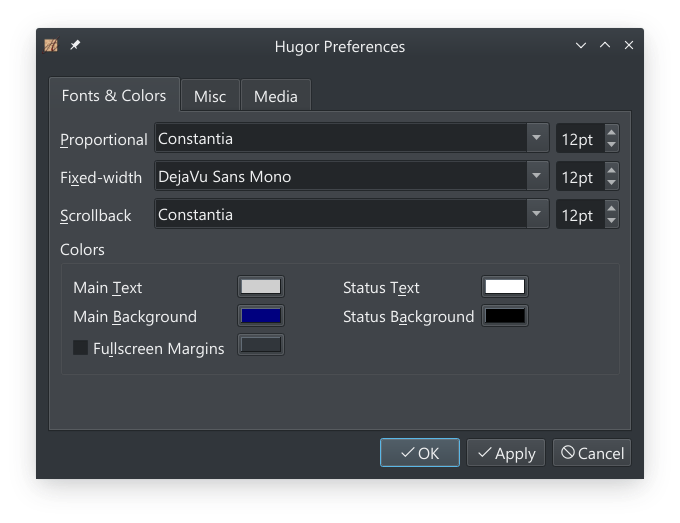 Hugor Preferences
Fonts & Colors Misc Media
Proportional Constantia 12pt
Fixed-width DejaVu Sans Mono 12pt
Scrollback Constantia 12pt
Colors
Main Text Status Text
Main Background Status Background
Fullscreen Margins
OK Apply Cancel